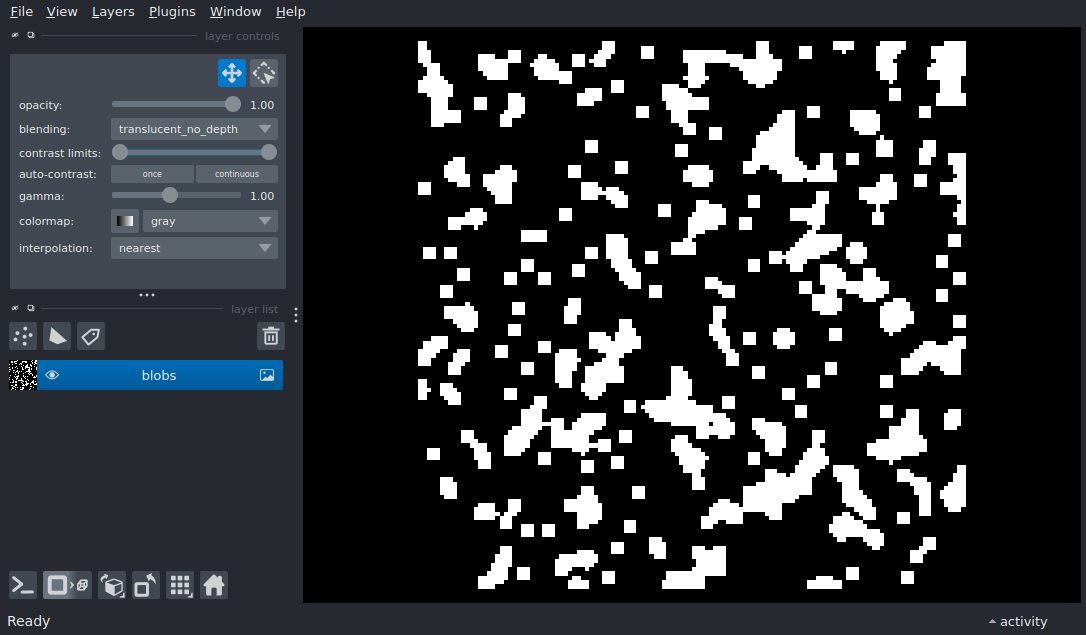 File View Layers Plugins Window Help
layer controls
opacity: 1.00
blending: translucent_no_depth
contrast limits:
auto-contrast: once continuous
gamma: 1.00
colormap: gray
interpolation: nearest
layer list
blobs
Ready activity